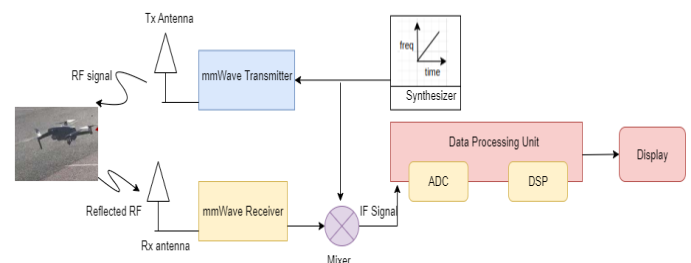 Tx Antenna
RF signal
mmWave Transmitter
freq
time
Synthesizer
Data Processing Unit
ADC
DSP
Display
Reflected RF
mmWave Receiver
IF Signal
Rx antenna
Mixer